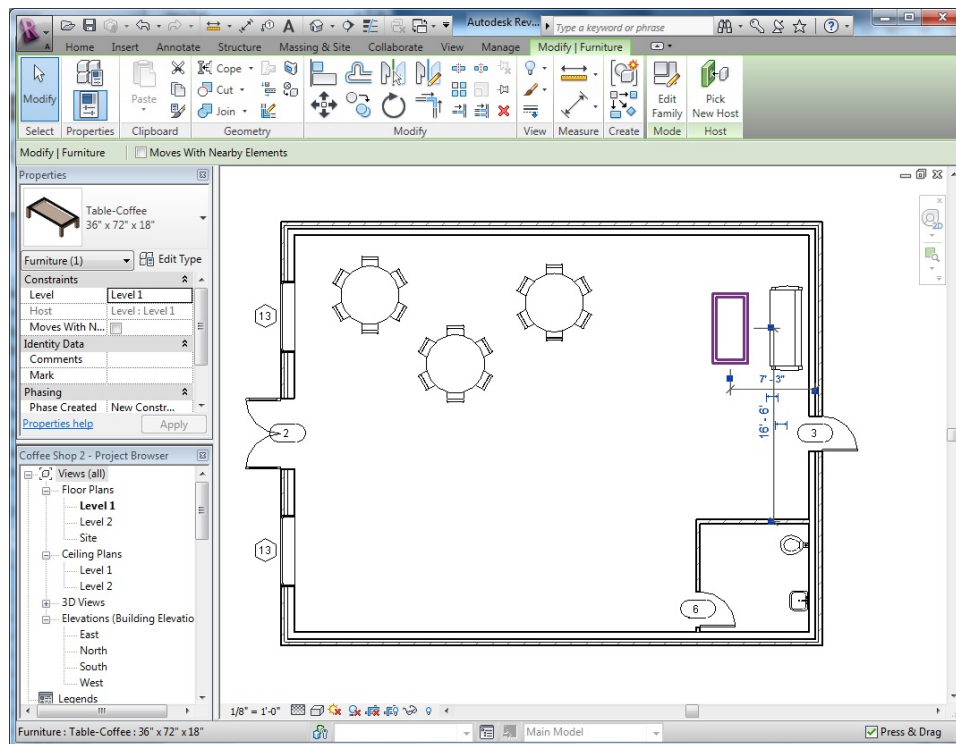 Autodesk Rev...
Type a keyword or phrase
Home Insert Annotate Structure Massing & Site Collaborate View Manage Modify | Furniture
Modify
Paste
Cope
Cut
Join
Edit Family
Pick New Host
Select Properties Clipboard Geometry Modify View Measure Create Mode Host
Modify | Furniture Moves With Nearby Elements
Properties
Table-Coffee
36" x 72" x 18"
Furniture (1) Edit Type
Constraints
Level Level 1
Host Level : Level 1
Moves With N...
Identity Data
Comments
Mark
Phasing
Phase Created New Constr...
Properties help Apply
Coffee Shop 2 - Project Browser
Views (all)
Floor Plans
Level 1
Level 2
Site
Ceiling Plans
Level 1
Level 2
3D Views
Elevations (Building Elevatio
East
North
South
West
Legends
2D
13
7' - 3"
16' - 6"
2
3
13
6
1/8" = 1'-0"
Furniture : Table-Coffee : 36" x 72" x 18"
Main Model
Press & Drag